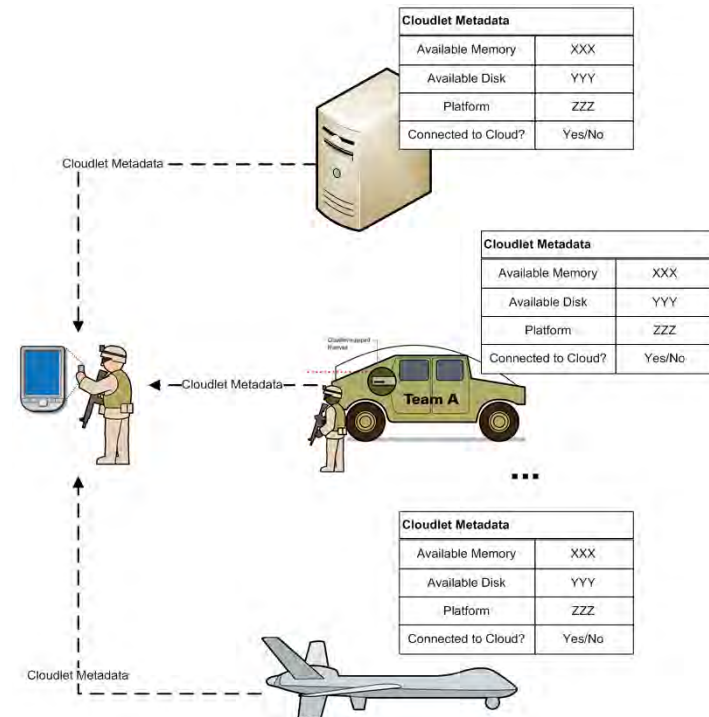 Cloudlet Metadata
Available Memory XXX
Available Disk YYY
Platform ZZZ
Connected to Cloud? Yes/No
Cloudlet Metadata
Cloudlet Metadata
Available Memory XXX
Available Disk YYY
Platform ZZZ
Connected to Cloud? Yes/No
Cloudlet Metadata
Team A
...
Cloudlet Metadata
Available Memory XXX
Available Disk YYY
Platform ZZZ
Connected to Cloud? Yes/No
Cloudlet Metadata